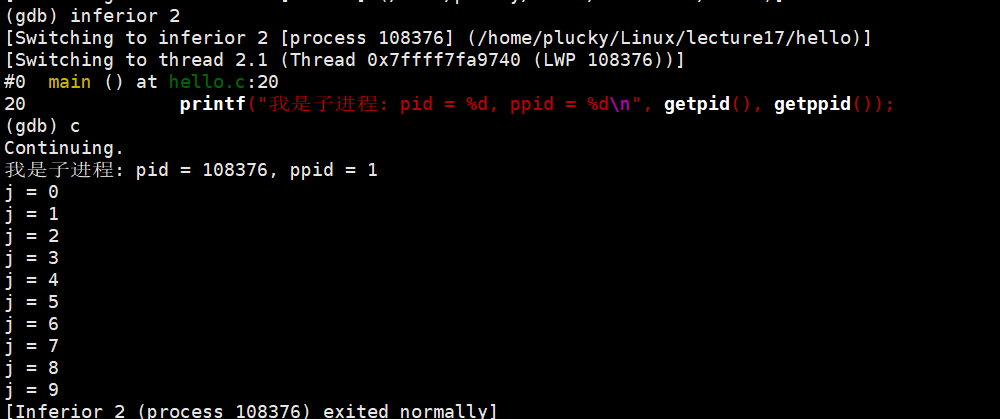 (gdb) inferior 2
[Switching to inferior 2 [process 108376] (/home/plucky/Linux/lecture17/hello)]
[Switching to thread 2.1 (Thread 0x7ffff7fa9740 (LWP 108376))]
#0  main () at hello.c:20
20              printf("我是子进程: pid = %d, ppid = %d\n", getpid(), getppid());
(gdb) c
Continuing.
我是子进程: pid = 108376, ppid = 1
j = 0
j = 1
j = 2
j = 3
j = 4
j = 5
j = 6
j = 7
j = 8
j = 9
[Inferior 2 (process 108376) exited normally]